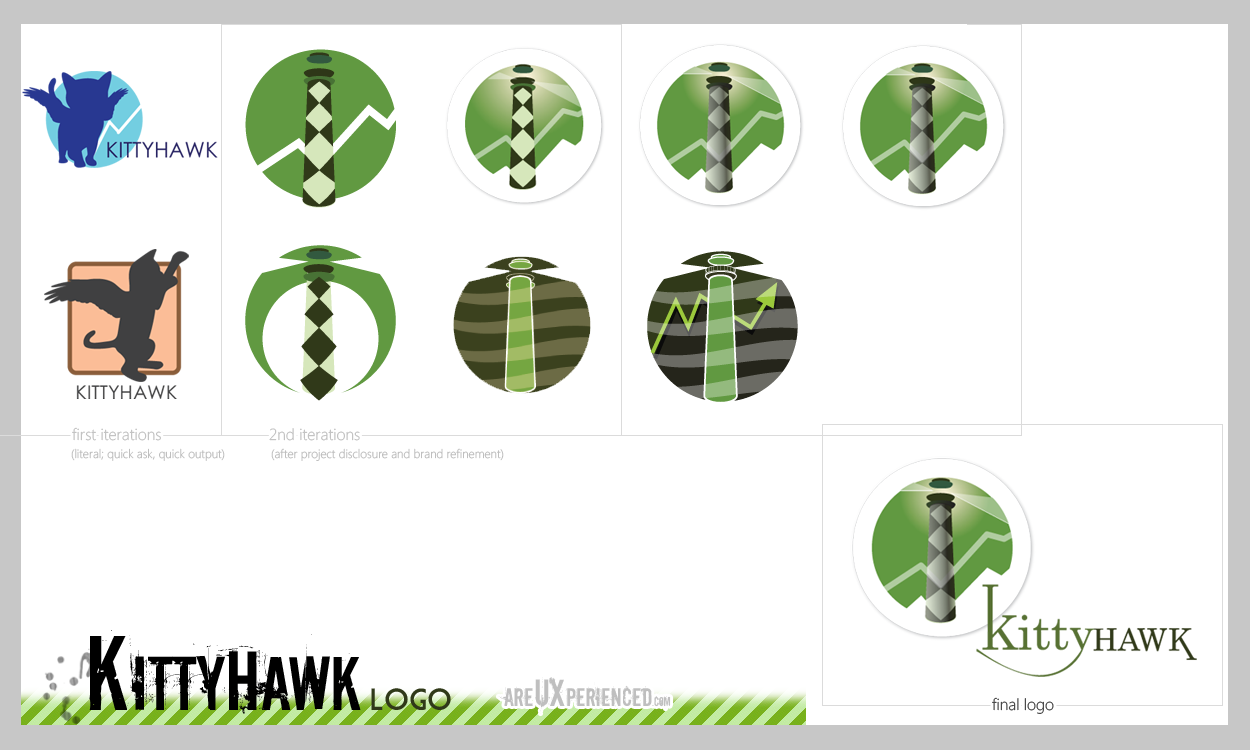 KITTYHAWK
KITTYHAWK
first iterations
(literal; quick ask, quick output)
2nd iterations
(after project disclosure and brand refinement)
KittyHawk
final logo
KITTYHAWK LOGO
AREUXPERIENCED.COM